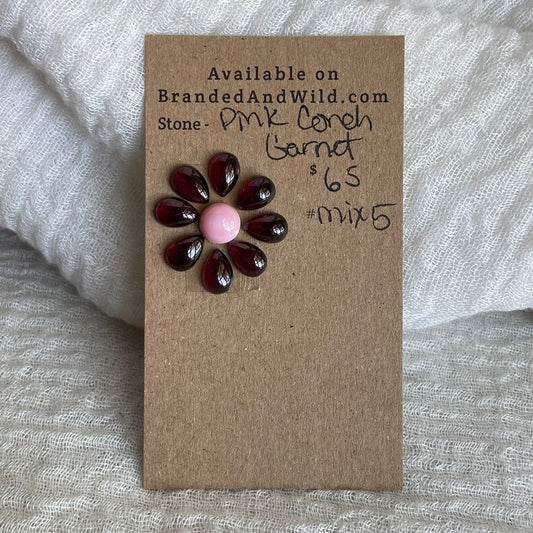 Available on
BrandedAndWild.com
Stone - Pink Conch
Garnet
$65
#mix5